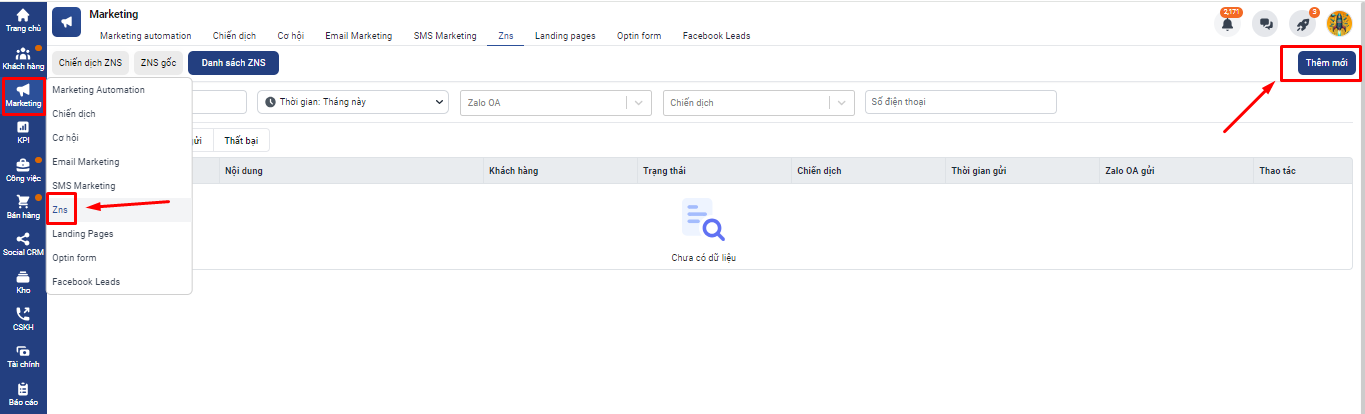 Trang chủ
Khách hàng
Marketing
KPI
Công việc
Bán hàng
Social CRM
Kho
CSKH
Tài chính
Báo cáo
Marketing
Marketing automation Chiến dịch Cơ hội Email Marketing SMS Marketing Zns Landing pages Optin form Facebook Leads
2,171
3
Chiến dịch ZNS ZNS gốc Danh sách ZNS
Thêm mới
Marketing Automation
Chiến dịch
Cơ hội
Email Marketing
SMS Marketing
Zns
Landing Pages
Optin form
Facebook Leads
Thời gian: Tháng này Zalo OA Chiến dịch Số điện thoại
Thất bại
Nội dung Khách hàng Trạng thái Chiến dịch Thời gian gửi Zalo OA gửi Thao tác
Chưa có dữ liệu